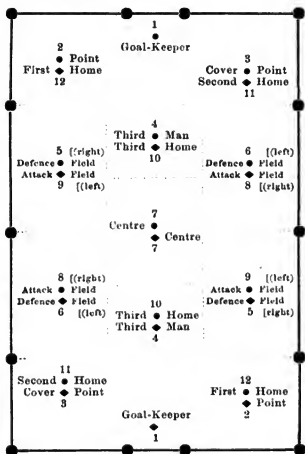 1
●
Goal-Keeper
2
● Point
First ◆ Home
12
3
Cover ● Point
Second ◆ Home
11
4
Third ● Man
Third ◆ Home
10
5 [(right)
Defence ● Field
Attack ◆ Field
9 [(left)
6 [(left)
Defence ● Field
Attack ◆ Field
8 [(right)
7
Centre ●
◆ Centre
7
8 [(right)
Attack ● Field
Defence ◆ Field
6 [(left)
9 [(left)
Attack ● Field
Defence ◆ Field
5 [right)
10
Third ● Home
Third ◆ Man
4
11
Second ● Home
Cover ◆ Point
3
12
First ● Home
◆ Point
2
Goal-Keeper
◆
1